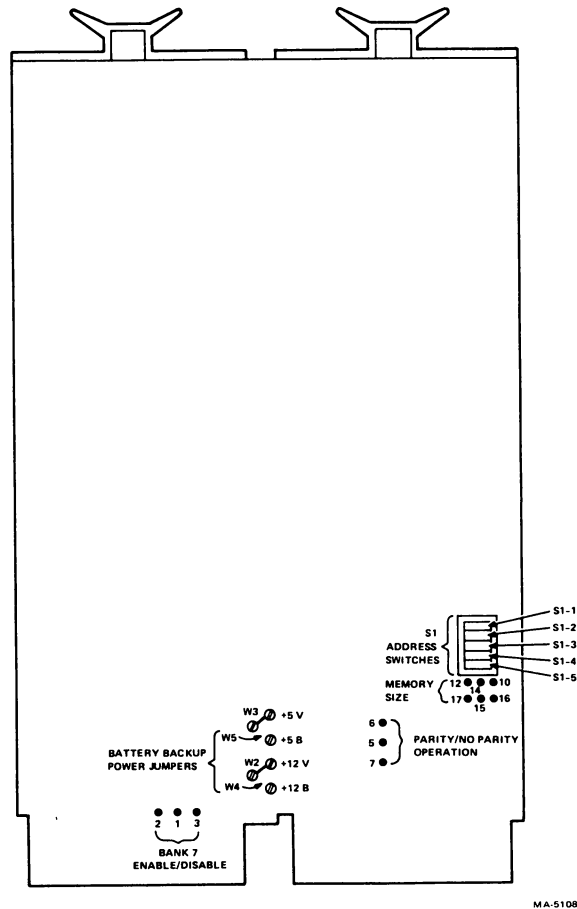 S1-1
S1-2
S1-3
S1-4
S1-5
S1
ADDRESS
SWITCHES
MEMORY
SIZE
12 10
14
17 16
15
W3 +5 V
W5 +5 B
W2 +12 V
W4 +12 B
BATTERY BACKUP
POWER JUMPERS
6
5
7
PARITY/NO PARITY
OPERATION
2 1 3
BANK 7
ENABLE/DISABLE
MA-5108